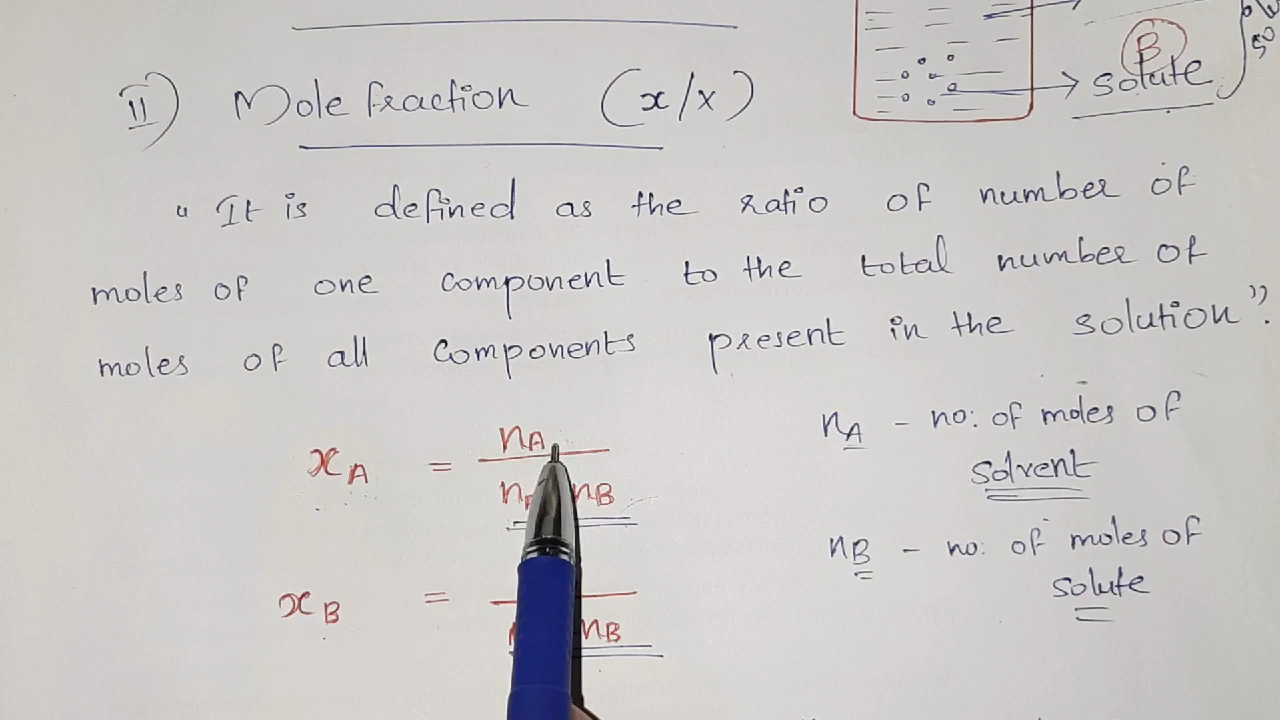 B
solute
II) Mole fraction (x/x)
" It is defined as the ratio of number of
moles of one component to the total number of
moles of all components present in the solution".
xA = nA
nB
nA - no: of moles of
solvent
nB - no: of moles of
solute
xB =
nB